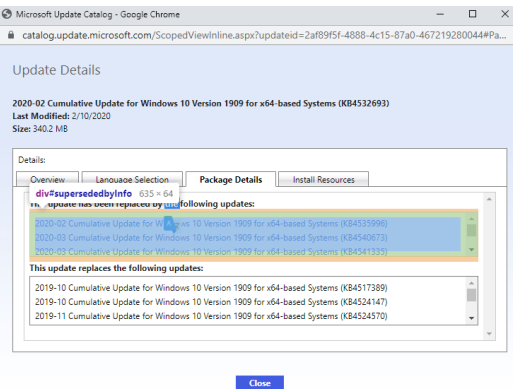 Microsoft Update Catalog - Google Chrome
catalog.update.microsoft.com/ScopedViewInline.aspx?updateid=2af89f5f-4888-4c15-87a0-467219280044#Pa...
Update Details
2020-02 Cumulative Update for Windows 10 Version 1909 for x64-based Systems (KB4532693)
Last Modified: 2/10/2020
Size: 340.2 MB
Details:
Overview Language Selection Package Details Install Resources
div#supersededbyInfo 635 × 64
This update has been replaced by the following updates:
2020-02 Cumulative Update for Windows 10 Version 1909 for x64-based Systems (KB4535996)
2020-03 Cumulative Update for Windows 10 Version 1909 for x64-based Systems (KB4540673)
2020-03 Cumulative Update for Windows 10 Version 1909 for x64-based Systems (KB4541335)
This update replaces the following updates:
2019-10 Cumulative Update for Windows 10 Version 1909 for x64-based Systems (KB4517389)
2019-10 Cumulative Update for Windows 10 Version 1909 for x64-based Systems (KB4524147)
2019-11 Cumulative Update for Windows 10 Version 1909 for x64-based Systems (KB4524570)
Close